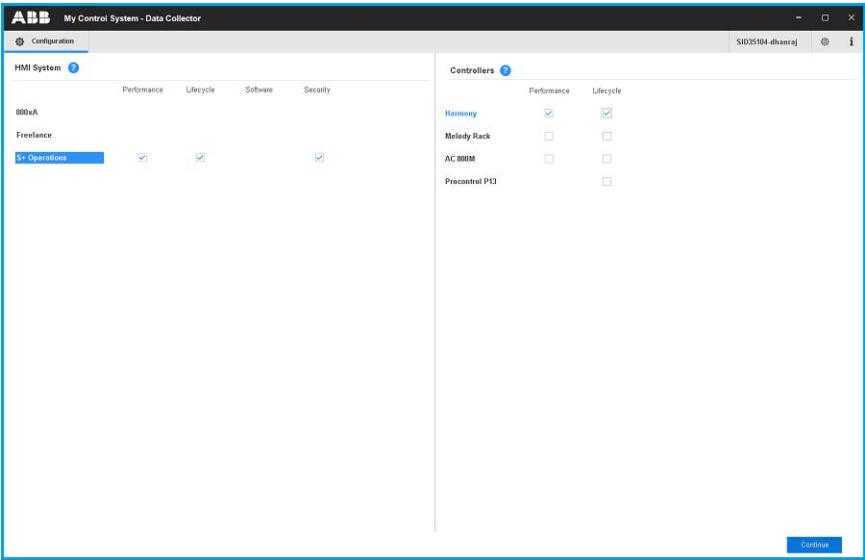 ABB My Control System - Data Collector
Configuration SID35104-dhanraj i
HMI System ?
Performance Lifecycle Software Security
800xA
Freelance
S+ Operations
Controllers ?
Performance Lifecycle
Harmony
Melody Rack
AC 800M
Procontrol P13
Continue